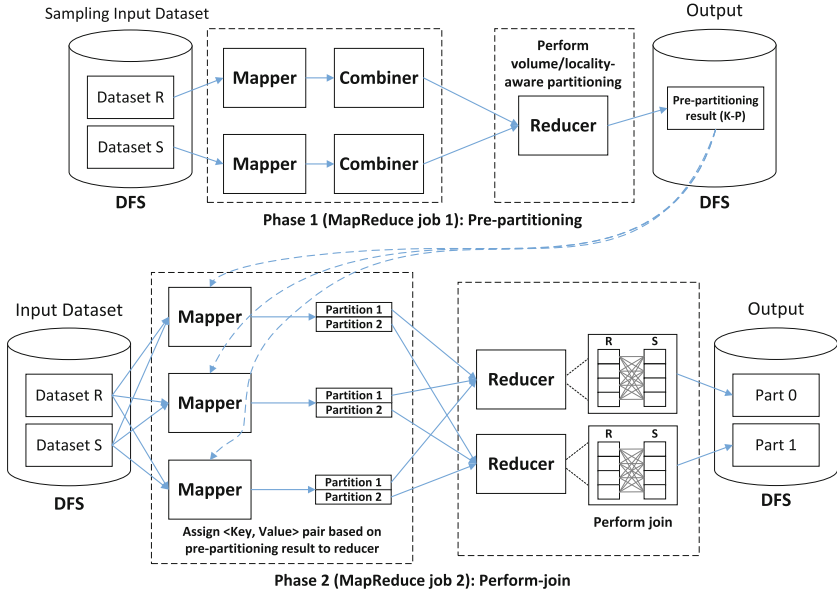 Sampling Input Dataset
Output
Dataset R
Dataset S
DFS
Mapper
Combiner
Mapper
Combiner
Perform
volume/locality-
aware partitioning
Reducer
Pre-partitioning
result (K-P)
DFS
Phase 1 (MapReduce job 1): Pre-partitioning
Input Dataset
Output
Dataset R
Dataset S
DFS
Mapper
Partition 1
Partition 2
Mapper
Partition 1
Partition 2
Mapper
Partition 1
Partition 2
Assign <Key, Value> pair based on
pre-partitioning result to reducer
Reducer
R S
Reducer
R S
Perform join
Part 0
Part 1
DFS
Phase 2 (MapReduce job 2): Perform-join